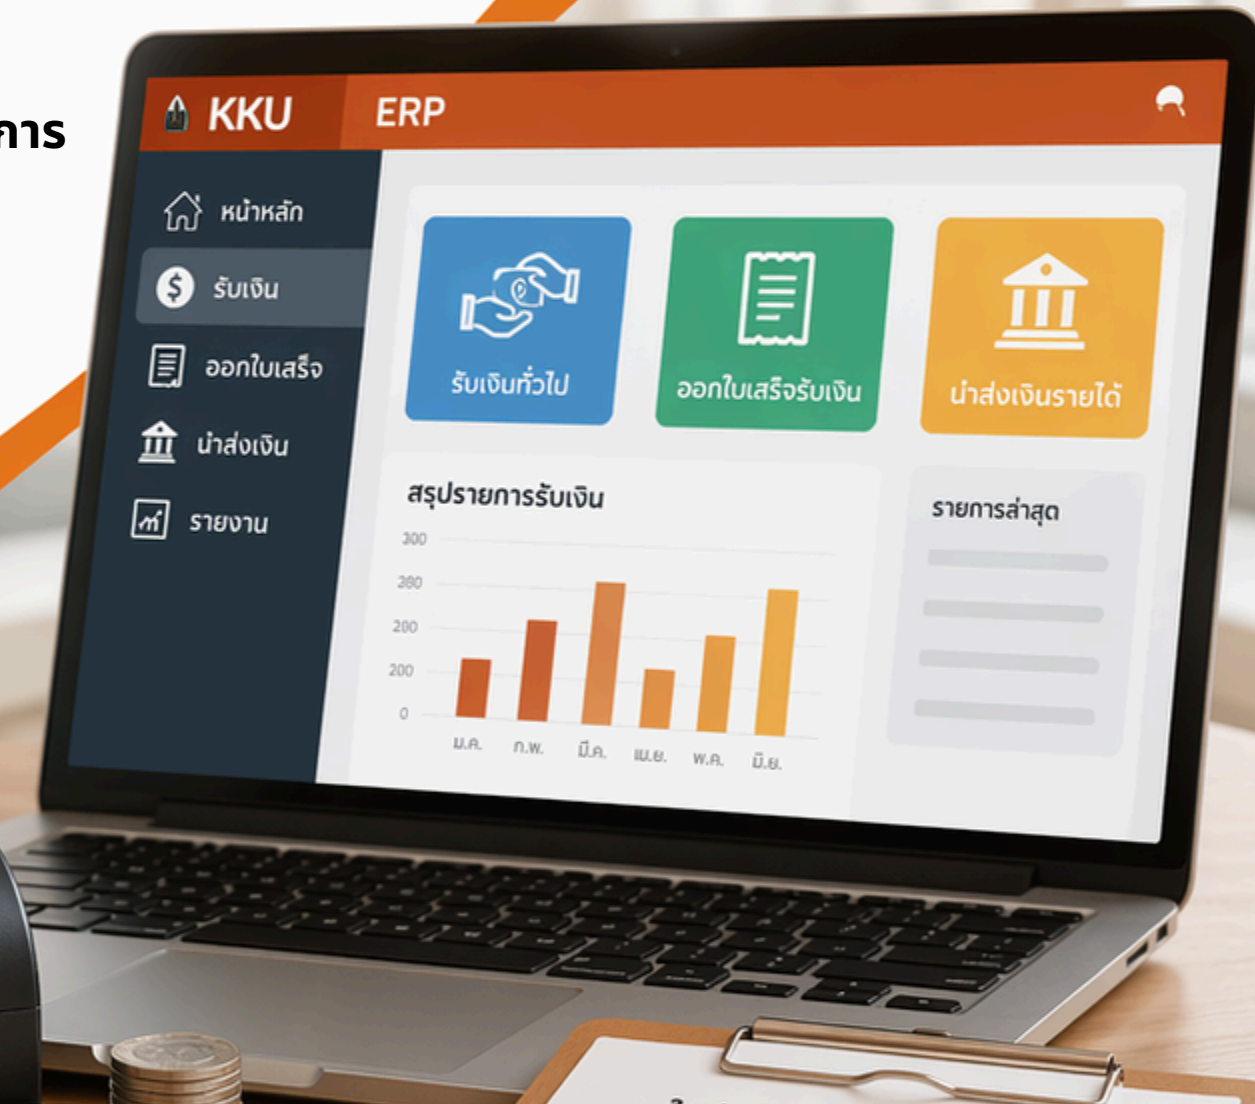 การ
KKU ERP
หน้าหลัก
รับเงิน
ออกใบเสร็จ
นำส่งเงิน
รายงาน
รับเงินทั่วไป
ออกใบเสร็จรับเงิน
นำส่งเงินรายได้
สรุปรายการรับเงิน
300
280
200
200
0
ม.ค. ก.พ. มี.ค. เม.ย. พ.ค. มิ.ย.
รายการล่าสุด